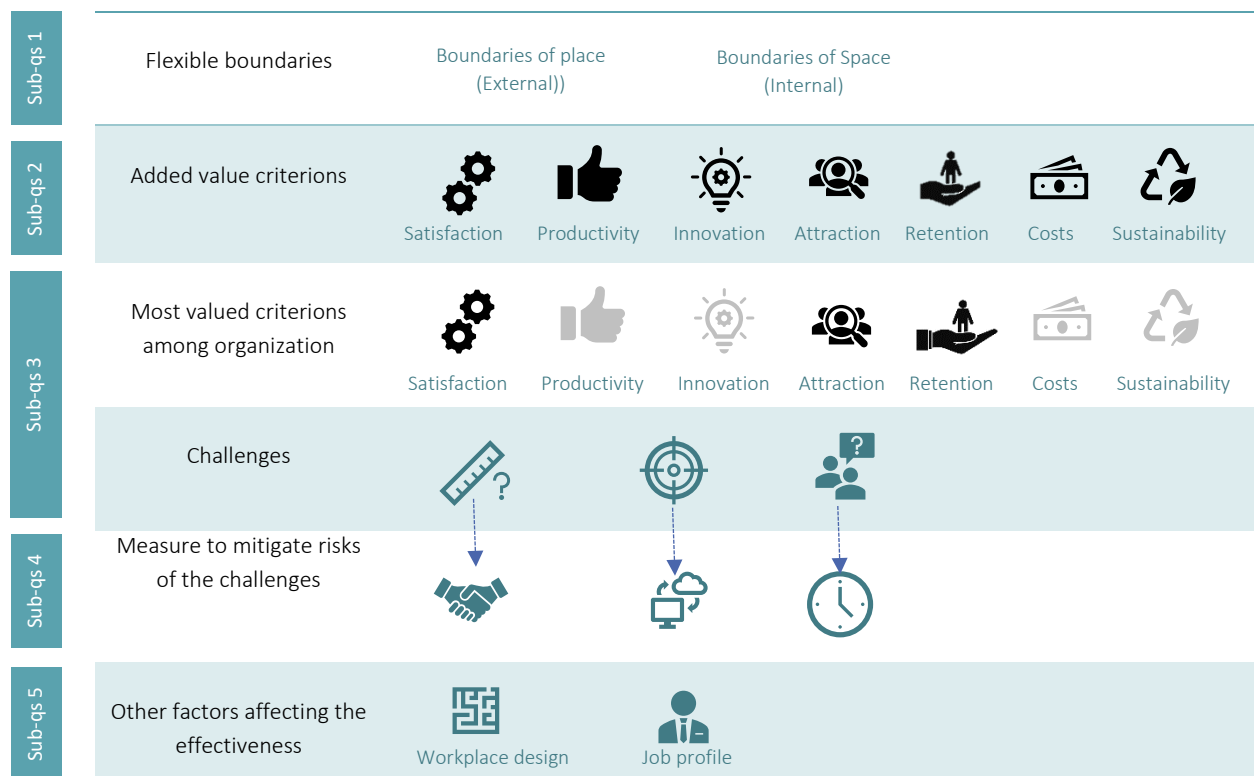 Sub-qs 1
Flexible boundaries
Boundaries of place
(External))
Boundaries of Space
(Internal)
Sub-qs 2
Added value criterions
Satisfaction
Productivity
Innovation
Attraction
Retention
Costs
Sustainability
Sub-qs 3
Most valued criterions
among organization
Satisfaction
Productivity
Innovation
Attraction
Retention
Costs
Sustainability
Challenges
?
?
Sub-qs 4
Measure to mitigate risks
of the challenges
Sub-qs 5
Other factors affecting the
effectiveness
Workplace design
Job profile